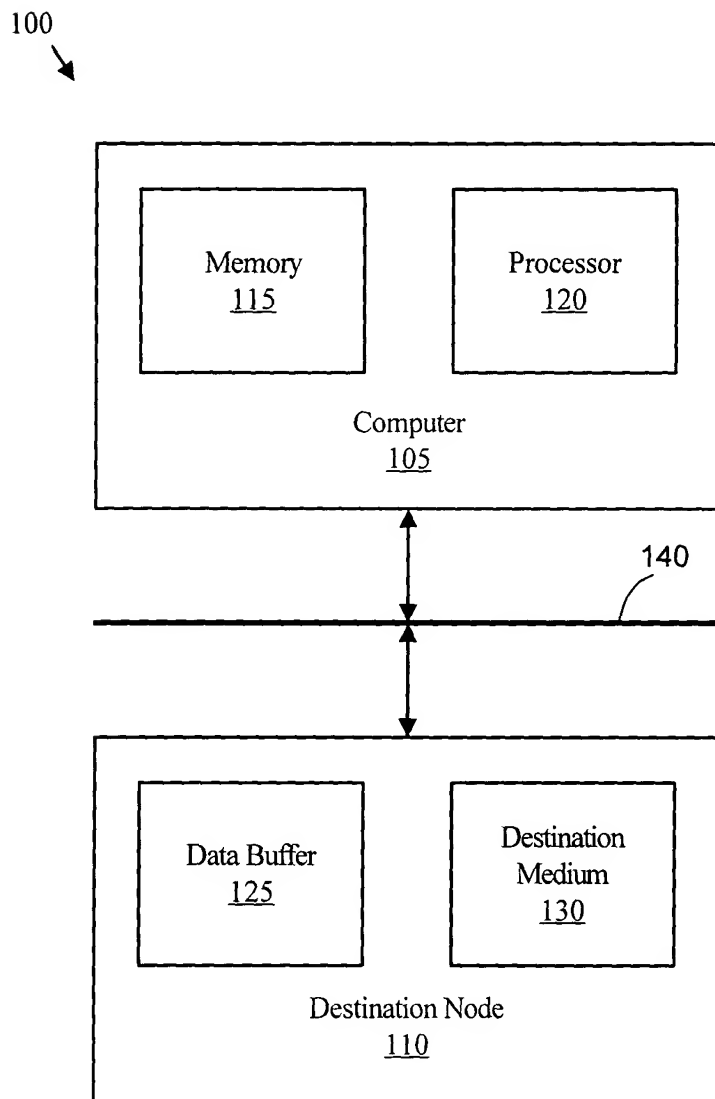 100
Memory
115
Processor
120
Computer
105
140
Data Buffer
125
Destination
Medium
130
Destination Node
110